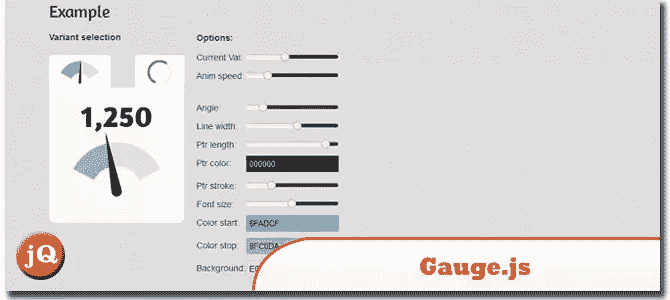 Example
Variant selection
Options:
Current Val:
Anim speed:
1,250
Angle:
Line width:
Ptr length:
Ptr color: 000000
Ptr stroke:
Font size:
Color start: 6FADCF
Color stop: 8FC0DA
Background:
jQ
Gauge.js